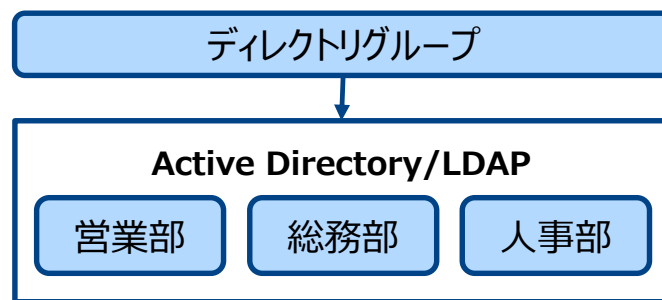 ディレクトリグループ
Active Directory/LDAP
営業部 総務部 人事部